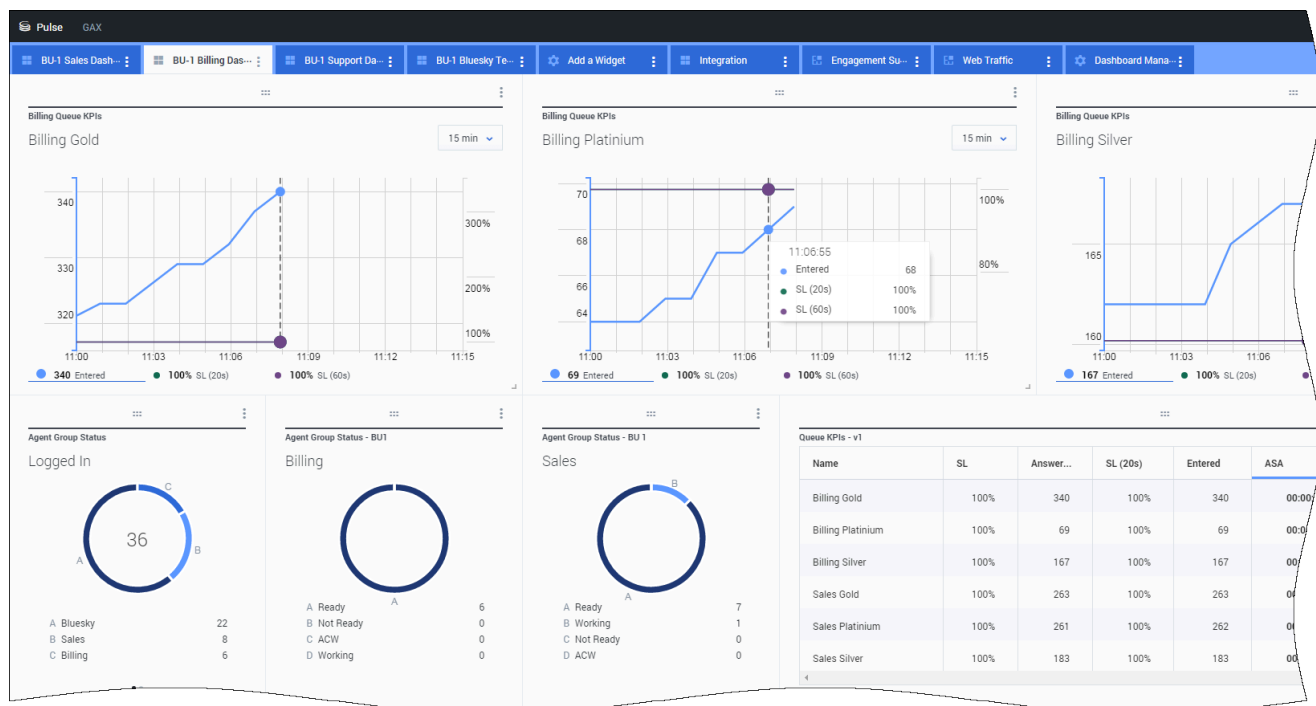 Pulse GAX
BU-1 Sales Dash··· BU-1 Billing Das··· BU-1 Support Da··· BU-1 Bluesky Te··· Add a Widget Integration Engagement Su··· Web Traffic Dashboard Mana···
Billing Queue KPIs
Billing Gold
15 min
340
330
320
300%
200%
100%
11:00 11:03 11:06 11:09 11:12 11:15
340 Entered 100% SL (20s) 100% SL (60s)
Billing Queue KPIs
Billing Platinium
15 min
70
68
66
64
100%
80%
11:06:55
Entered 68
SL (20s) 100%
SL (60s) 100%
11:00 11:03 11:06 11:09 11:12 11:15
69 Entered 100% SL (20s) 100% SL (60s)
Billing Queue KPIs
Billing Silver
165
160
11:00 11:03 11:06
167 Entered 100% SL (20s)
Agent Group Status
Logged In
C
36
B
A
A Bluesky 22
B Sales 8
C Billing 6
Agent Group Status - BU1
Billing
A
A Ready 6
B Not Ready 0
C ACW 0
D Working 0
Agent Group Status - BU 1
Sales
B
A
A Ready 7
B Working 1
C Not Ready 0
D ACW 0
Queue KPIs - v1
Name SL Answer... SL (20s) Entered ASA
Billing Gold 100% 340 100% 340 00:00:
Billing Platinium 100% 69 100% 69 00:0
Billing Silver 100% 167 100% 167 00:
Sales Gold 100% 263 100% 263
Sales Platinium 100% 261 100% 262
Sales Silver 100% 183 100% 183 00